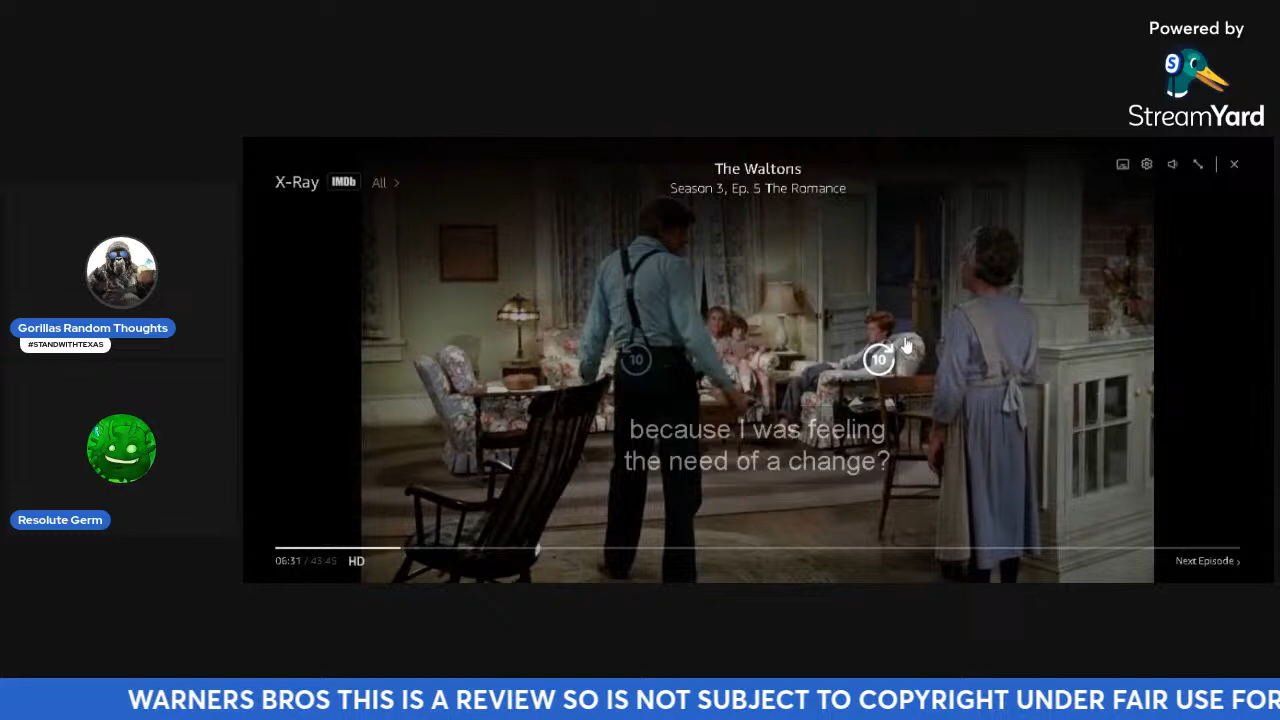 Powered by
StreamYard
X-Ray IMDb All
The Waltons
Season 3, Ep. 5 The Romance
Gorillas Random Thoughts
#STANDWITHTEXAS
10
10
because I was feeling
the need of a change?
Resolute Germ
06:31 / 43:45 HD
Next Episode
WARNERS BROS THIS IS A REVIEW SO IS NOT SUBJECT TO COPYRIGHT UNDER FAIR USE FOR